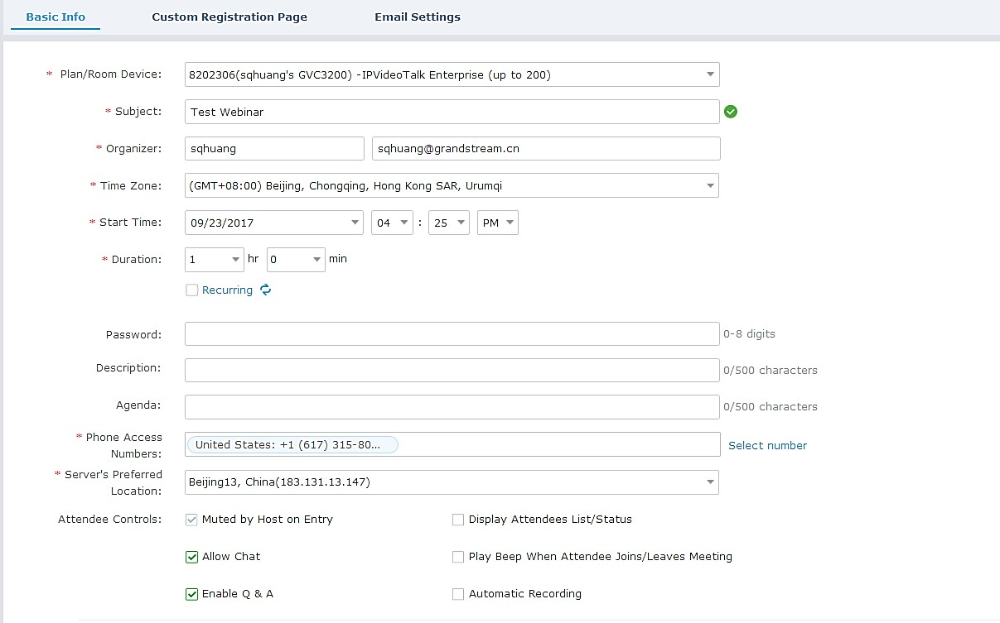 Basic Info Custom Registration Page Email Settings
* Plan/Room Device: 8202306(sqhuang's GVC3200) -IPVideoTalk Enterprise (up to 200)
* Subject: Test Webinar
* Organizer: sqhuang sqhuang@grandstream.cn
* Time Zone: (GMT+08:00) Beijing, Chongqing, Hong Kong SAR, Urumqi
* Start Time: 09/23/2017 04 : 25 PM
* Duration: 1 hr 0 min
Recurring
Password: 0-8 digits
Description: 0/500 characters
Agenda: 0/500 characters
* Phone Access
Numbers: United States: +1 (617) 315-80... Select number
* Server's Preferred
Location: Beijing13, China(183.131.13.147)
Attendee Controls: Muted by Host on Entry Display Attendees List/Status
Allow Chat Play Beep When Attendee Joins/Leaves Meeting
Enable Q & A Automatic Recording